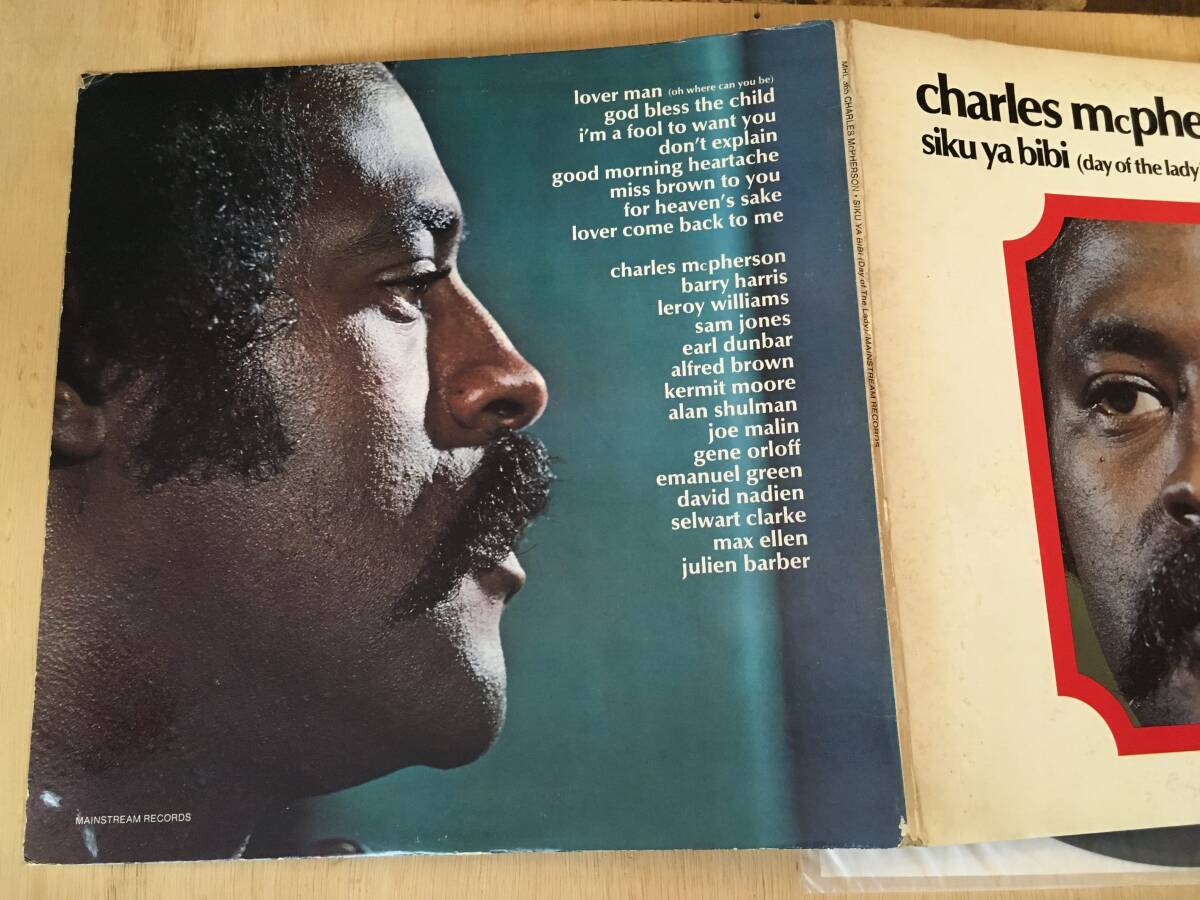 lover man (oh where can you be)
god bless the child
i'm a fool to want you
don't explain
good morning heartache
miss brown to you
for heaven's sake
lover come back to me
charles mcpherson
barry harris
leroy williams
sam jones
earl dunbar
alfred brown
kermit moore
alan shulman
joe malin
gene orloff
emanuel green
david nadien
selwart clarke
max ellen
julien barber
MAINSTREAM RECORDS
MRL 365 CHARLES McPHERSON • SIKU YA BIBI (Day of The Lady)/MAINSTREAM RECORDS
charles mcphe
siku ya bibi (day of the lady